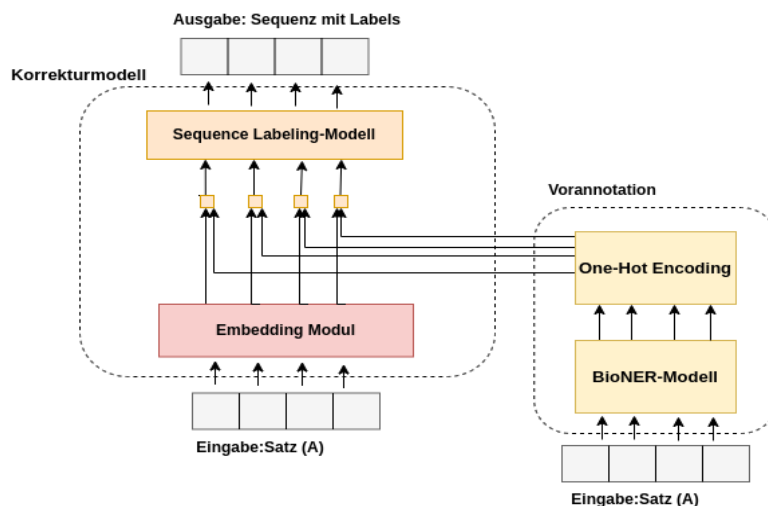 Ausgabe: Sequenz mit Labels
Korrekturmodell
Sequence Labeling-Modell
Vorannotation
One-Hot Encoding
Embedding Modul
BioNER-Modell
Eingabe:Satz (A)
Eingabe:Satz (A)